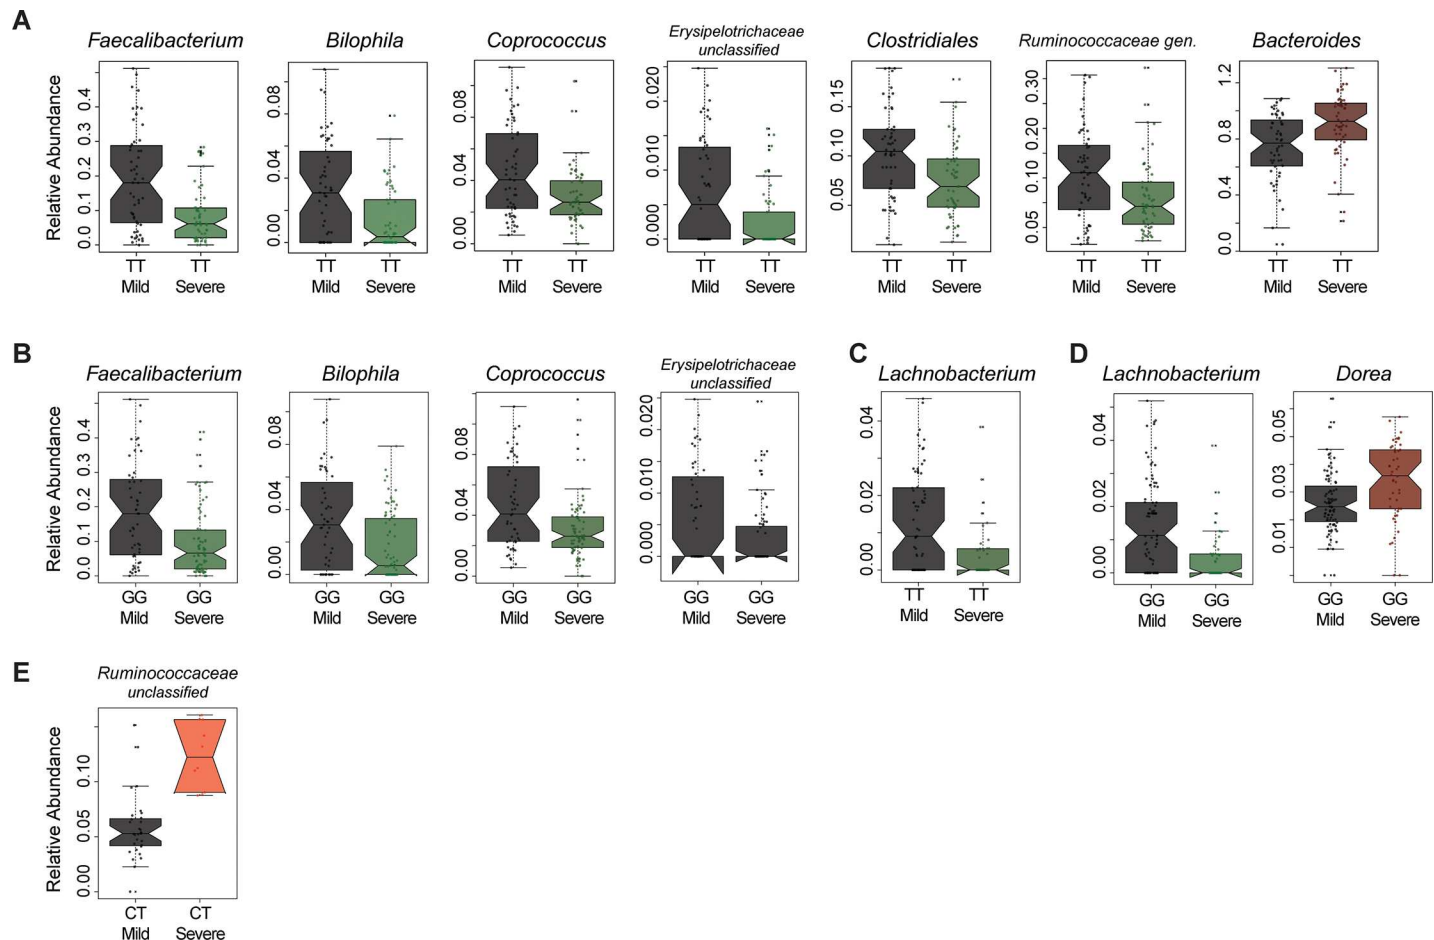 A
Faecalibacterium
Bilophila
Coprococcus
Erysipelotrichaceae
unclassified
Clostridiales
Ruminococcaceae gen.
Bacteroides
Relative Abundance
0.0 0.1 0.2 0.3 0.4
0.00 0.04 0.08
0.00 0.04 0.08
0.000 0.010 0.020
0.05 0.10 0.15
0.05 0.10 0.20 0.30
0.0 0.4 0.8 1.2
TT TT TT TT TT TT TT TT TT TT TT TT TT TT
Mild Severe Mild Severe Mild Severe Mild Severe Mild Severe Mild Severe Mild Severe
B
Faecalibacterium
Bilophila
Coprococcus
Erysipelotrichaceae
unclassified
Relative Abundance
0.0 0.1 0.2 0.3 0.4
0.00 0.04 0.08
0.00 0.04 0.08
0.000 0.010 0.020
GG GG GG GG GG GG GG GG
Mild Severe Mild Severe Mild Severe Mild Severe
C
Lachnobacterium
0.00 0.02 0.04
TT TT
Mild Severe
D
Lachnobacterium
Dorea
0.00 0.02 0.04
0.01 0.03 0.05
GG GG GG GG
Mild Severe Mild Severe
E
Ruminococcaceae
unclassified
Relative Abundance
0.00 0.05 0.10
CT CT
Mild Severe